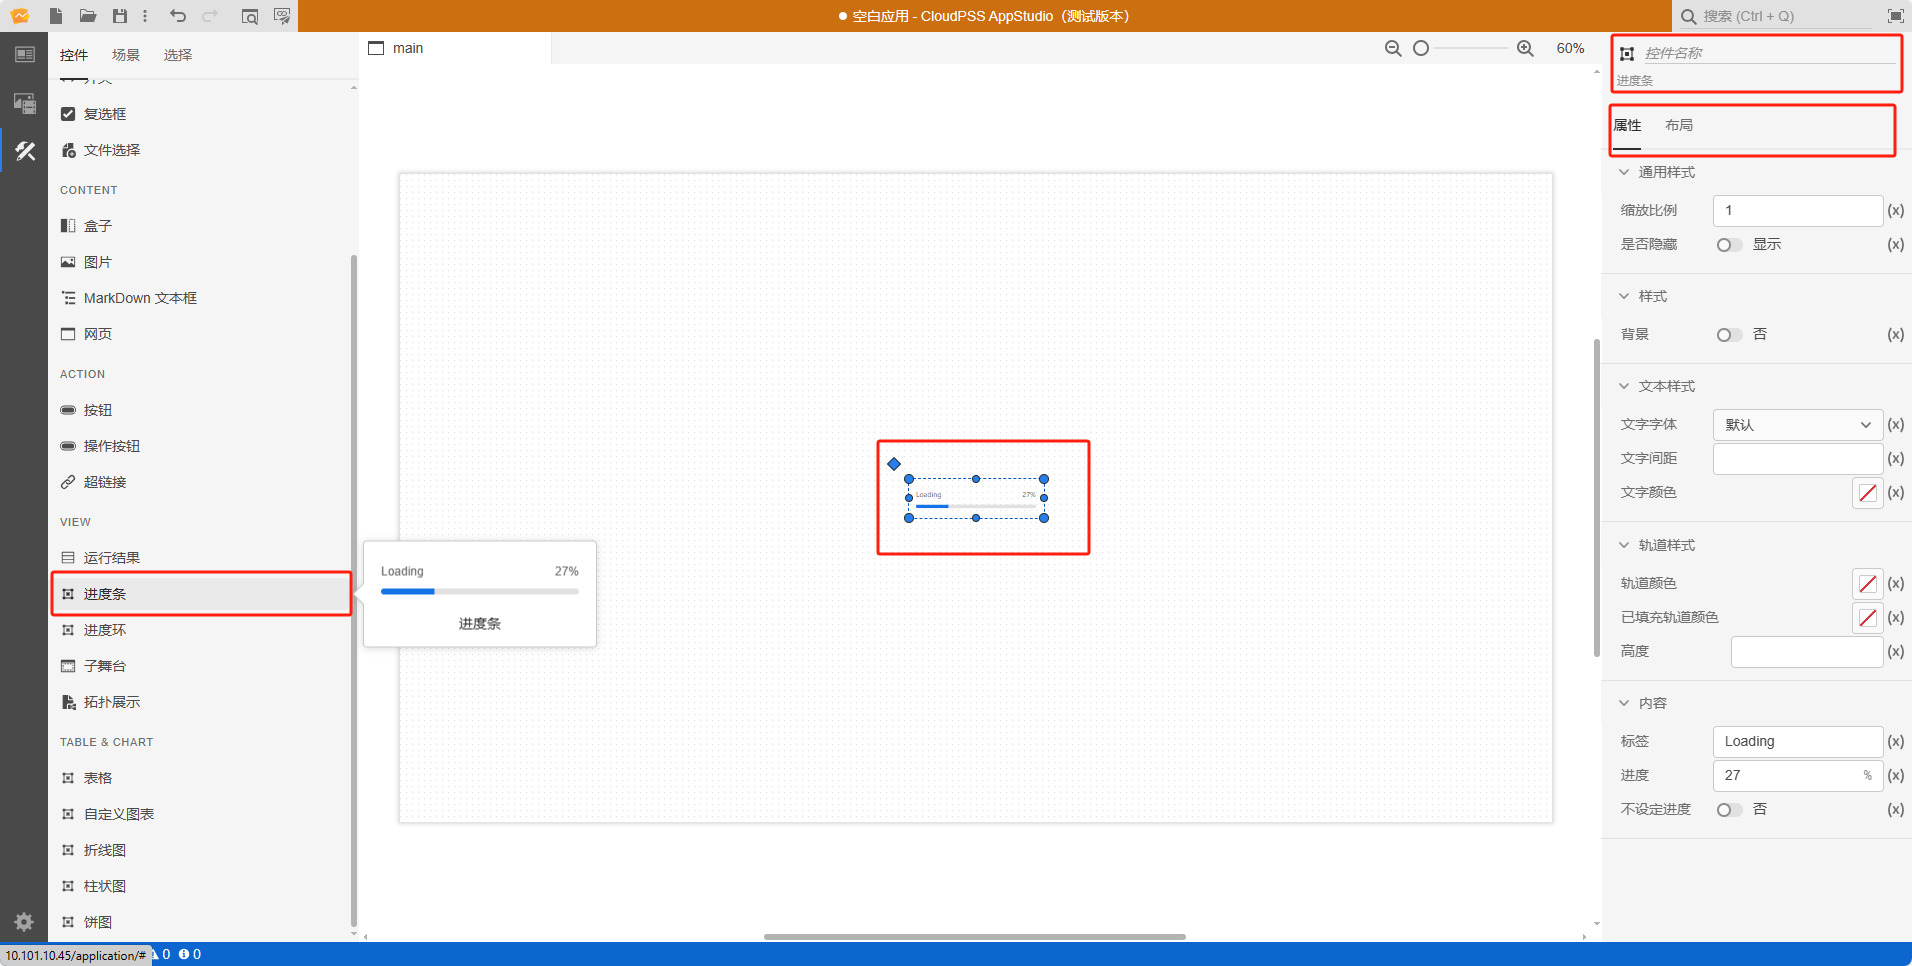 空白应用 - CloudPSS AppStudio（测试版本）
搜索 (Ctrl + Q)
控件
场景
选择
复选框
文件选择
CONTENT
盒子
图片
MarkDown 文本框
网页
ACTION
按钮
操作按钮
超链接
VIEW
运行结果
进度条
进度环
子舞台
拓扑展示
TABLE & CHART
表格
自定义图表
折线图
柱状图
饼图
main
60%
Loading
27%
Loading
27%
进度条
控件名称
进度条
属性
布局
通用样式
缩放比例
1
(x)
是否隐藏
显示
(x)
样式
背景
否
(x)
文本样式
文字字体
默认
(x)
文字间距
(x)
文字颜色
(x)
轨道样式
轨道颜色
(x)
已填充轨道颜色
(x)
高度
(x)
内容
标签
Loading
(x)
进度
27
%
(x)
不设定进度
否
(x)
10.101.10.45/application/#
0
0